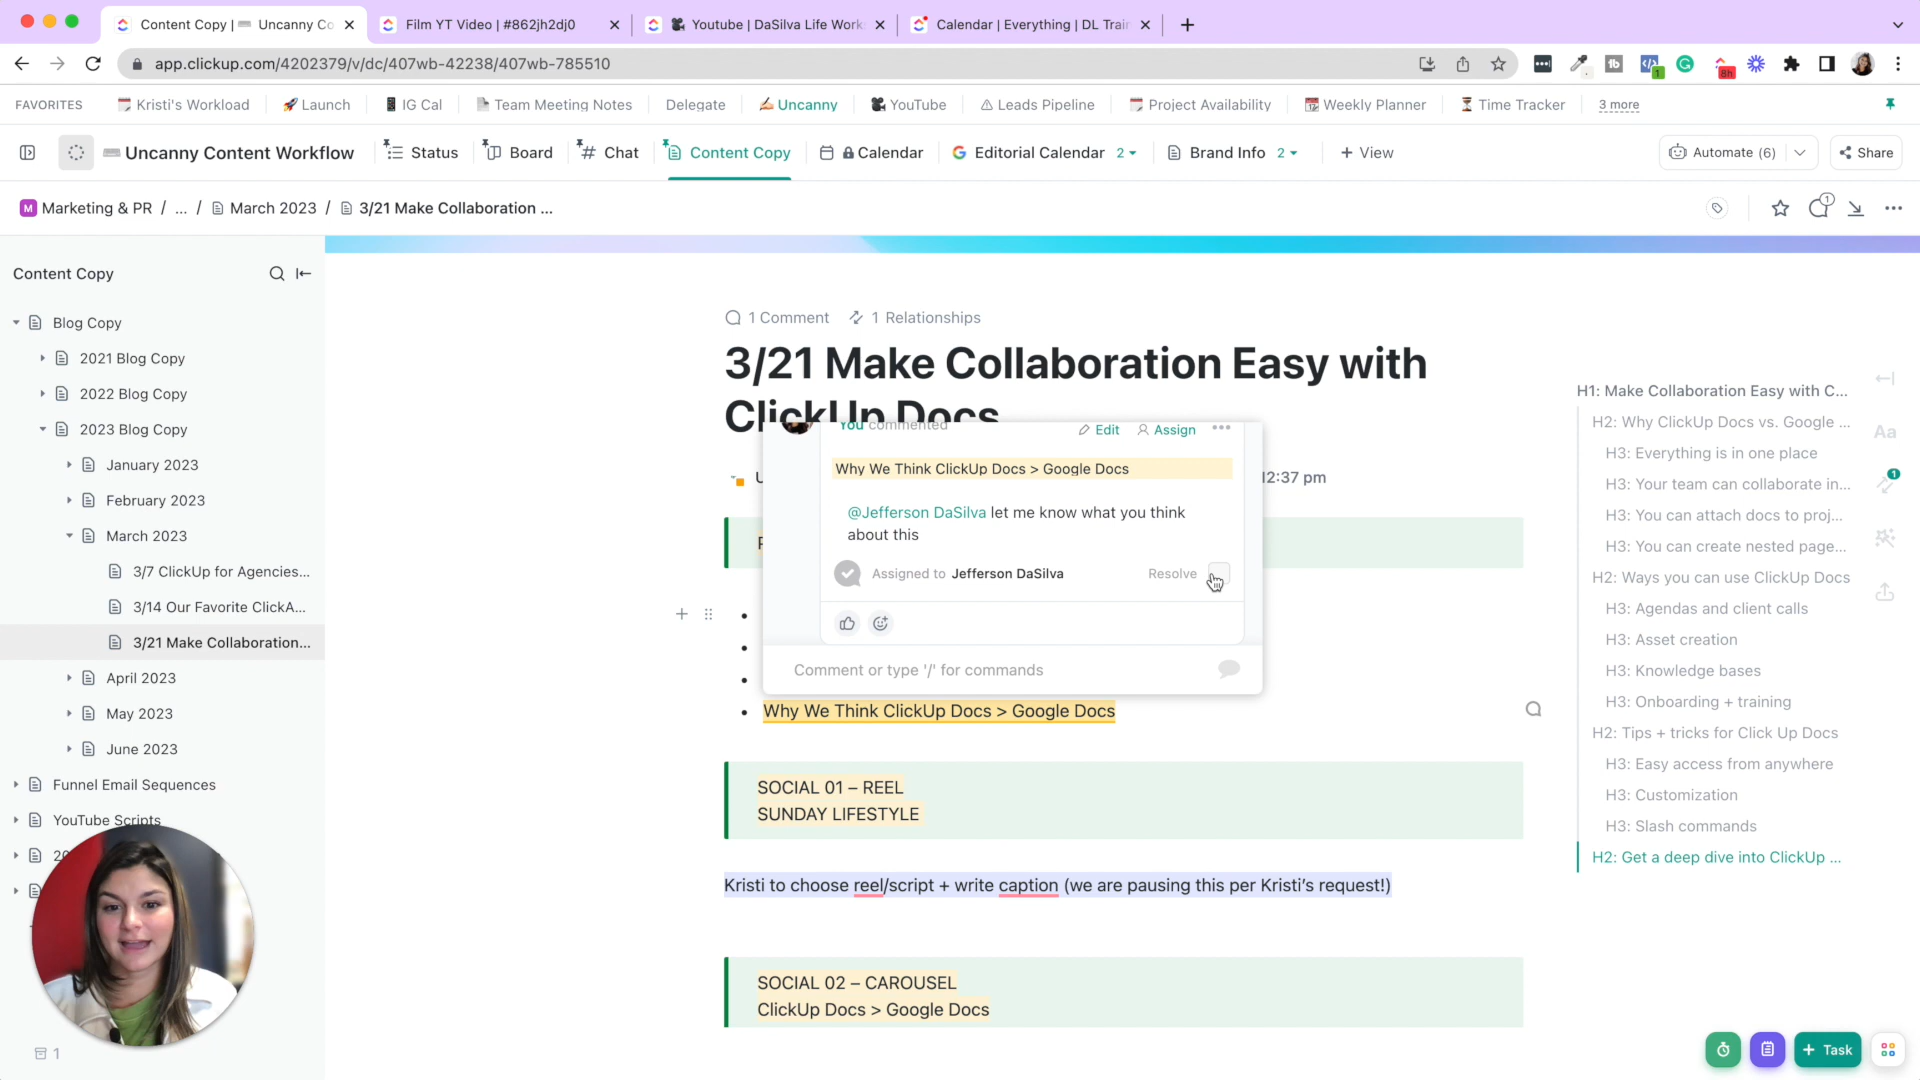 Content Copy | Uncanny Co
Film YT Video | #862jh2dj0
Youtube | DaSilva Life Work
Calendar | Everything | DL Trai
app.clickup.com/4202379/v/dc/407wb-42238/407wb-785510
1
8h
FAVORITES
Kristi's Workload
Launch
IG Cal
Team Meeting Notes
Delegate
Uncanny
YouTube
Leads Pipeline
Project Availability
Weekly Planner
Time Tracker
3 more
Uncanny Content Workflow
Status
Board
Chat
Content Copy
Calendar
Editorial Calendar 2
Brand Info 2
+ View
Automate (6)
Share
M Marketing & PR / ... / March 2023 / 3/21 Make Collaboration ...
1
Content Copy
Blog Copy
2021 Blog Copy
2022 Blog Copy
2023 Blog Copy
January 2023
February 2023
March 2023
3/7 ClickUp for Agencies...
3/14 Our Favorite ClickA...
3/21 Make Collaboration...
April 2023
May 2023
June 2023
Funnel Email Sequences
YouTube Scripts
1
1 Comment
1 Relationships
3/21 Make Collaboration Easy with
ClickUp Docs
12:37 pm
You commented
Edit
Assign
Why We Think ClickUp Docs > Google Docs
@Jefferson DaSilva let me know what you think
about this
Assigned to Jefferson DaSilva
Resolve
Comment or type '/' for commands
• Why We Think ClickUp Docs > Google Docs
SOCIAL 01 – REEL
SUNDAY LIFESTYLE
Kristi to choose reel/script + write caption (we are pausing this per Kristi's request!)
SOCIAL 02 – CAROUSEL
ClickUp Docs > Google Docs
H1: Make Collaboration Easy with C...
H2: Why ClickUp Docs vs. Google ...
H3: Everything is in one place
H3: Your team can collaborate in...
H3: You can attach docs to proj...
H3: You can create nested page...
H2: Ways you can use ClickUp Docs
H3: Agendas and client calls
H3: Asset creation
H3: Knowledge bases
H3: Onboarding + training
H2: Tips + tricks for Click Up Docs
H3: Easy access from anywhere
H3: Customization
H3: Slash commands
H2: Get a deep dive into ClickUp ...
Aa
1
+ Task